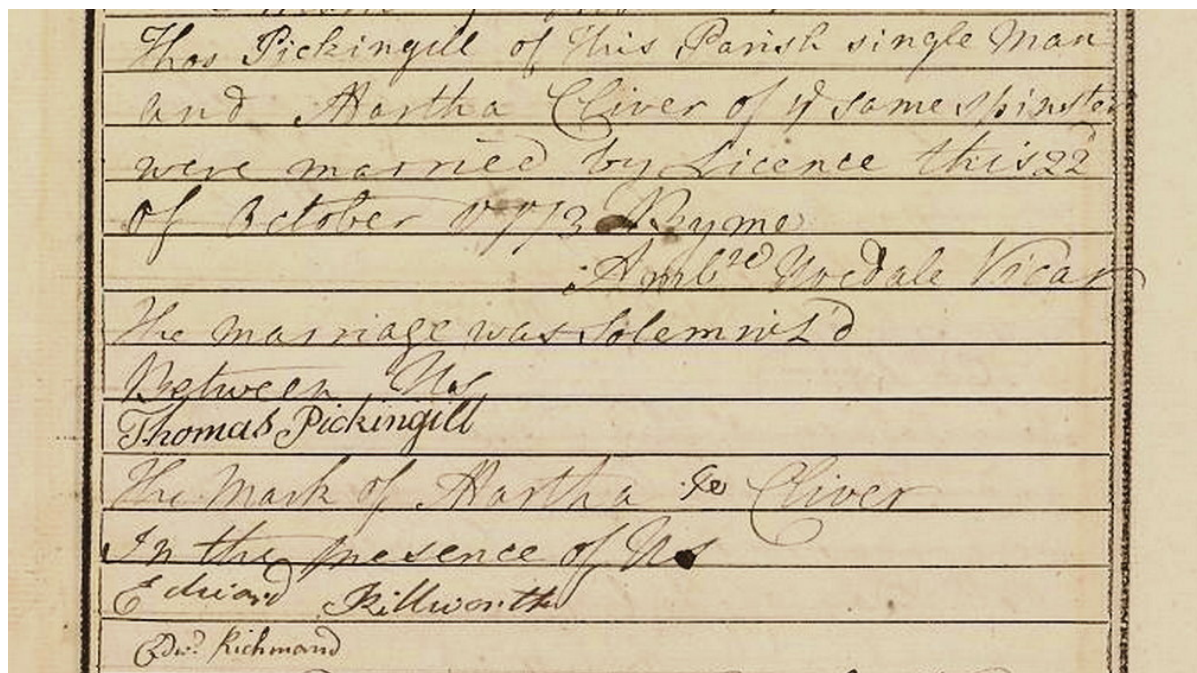 Thos Pickingill of this Parish single Man
and Martha Cliver of ye same spinster
were married by Licence this 22d
of October 1773 By me
Ambre Uvedale Vicar
The marriage was Solemniz'd
Between Us
Thomas Pickingill
The Mark of Martha Cliver
In the presence of Us
Edward Killworth
Edwd Richmand